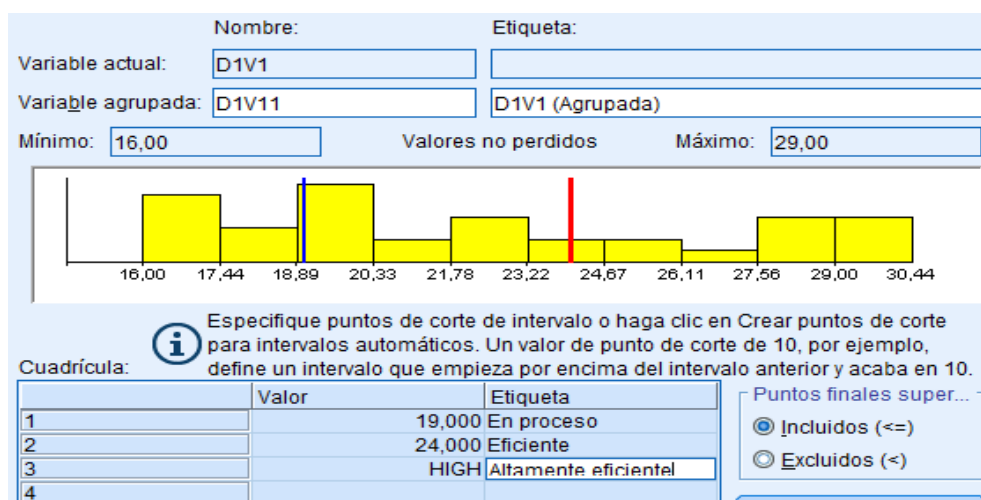 Nombre: Etiqueta:
Variable actual: D1V1
Variable agrupada: D1V11 D1V1 (Agrupada)
Mínimo: 16,00 Valores no perdidos Máximo: 29,00
16,00 17,44 18,89 20,33 21,78 23,22 24,67 26,11 27,56 29,00 30,44
Especifique puntos de corte de intervalo o haga clic en Crear puntos de corte
para intervalos automáticos. Un valor de punto de corte de 10, por ejemplo,
define un intervalo que empieza por encima del intervalo anterior y acaba en 10.
Cuadrícula:
Valor Etiqueta
1 19,000 En proceso
2 24,000 Eficiente
3 HIGH Altamente eficientel
4
Puntos finales super...
Incluidos (<=)
Excluidos (<)